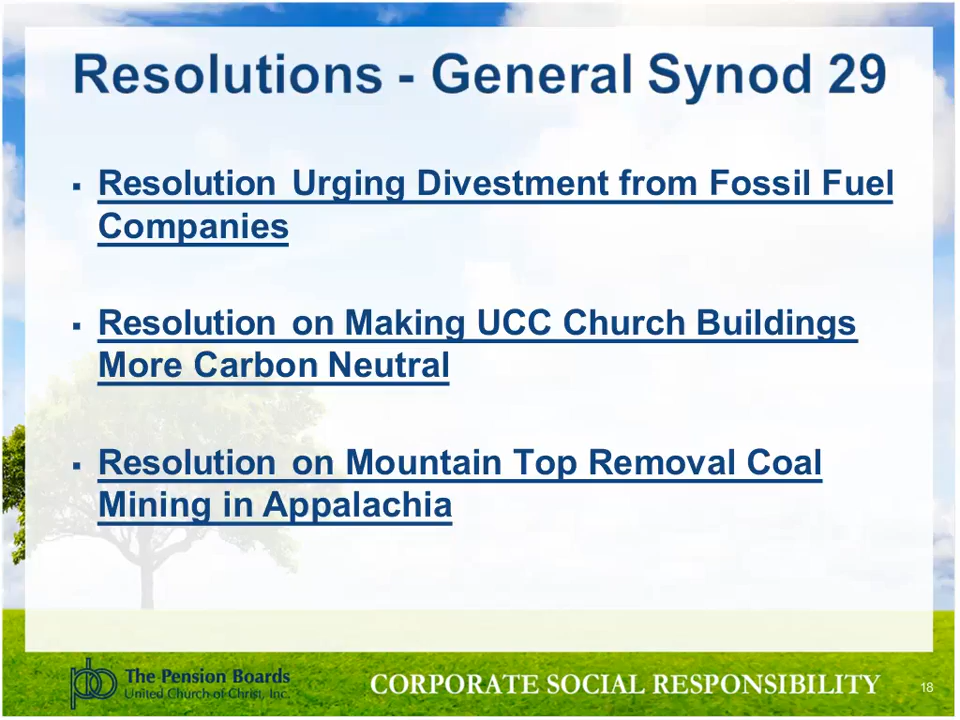 Resolutions - General Synod 29
▪ Resolution Urging Divestment from Fossil Fuel
Companies
▪ Resolution on Making UCC Church Buildings
More Carbon Neutral
▪ Resolution on Mountain Top Removal Coal
Mining in Appalachia
pb
The Pension Boards
United Church of Christ, Inc.
CORPORATE SOCIAL RESPONSIBILITY
18